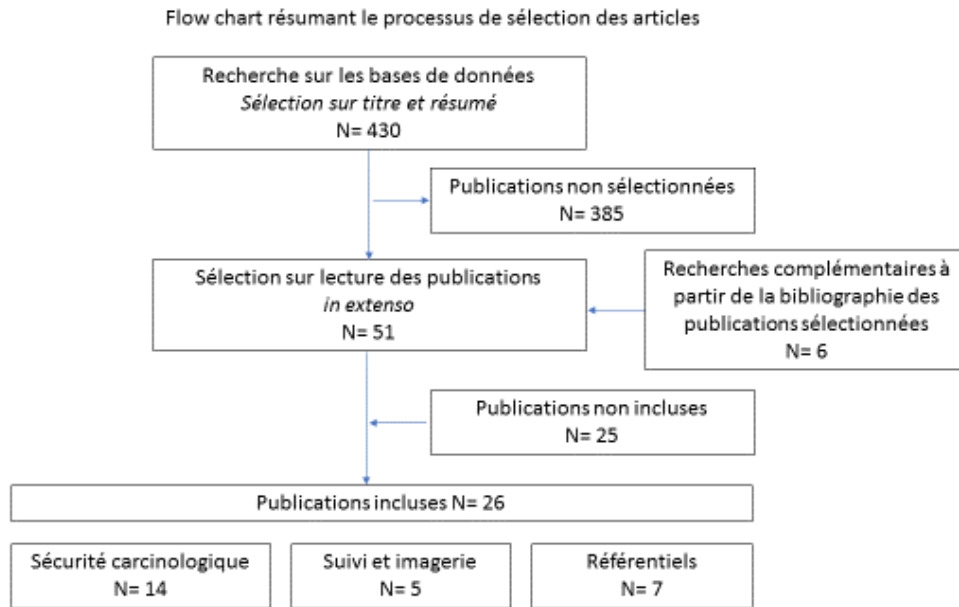 Flow chart résumant le processus de sélection des articles
Recherche sur les bases de données
Sélection sur titre et résumé
N= 430
Publications non sélectionnées
N= 385
Sélection sur lecture des publications
in extenso
N= 51
Recherches complémentaires à
partir de la bibliographie des
publications sélectionnées
N= 6
Publications non incluses
N= 25
Publications incluses N= 26
Sécurité carcinologique
N= 14
Suivi et imagerie
N= 5
Référentiels
N= 7